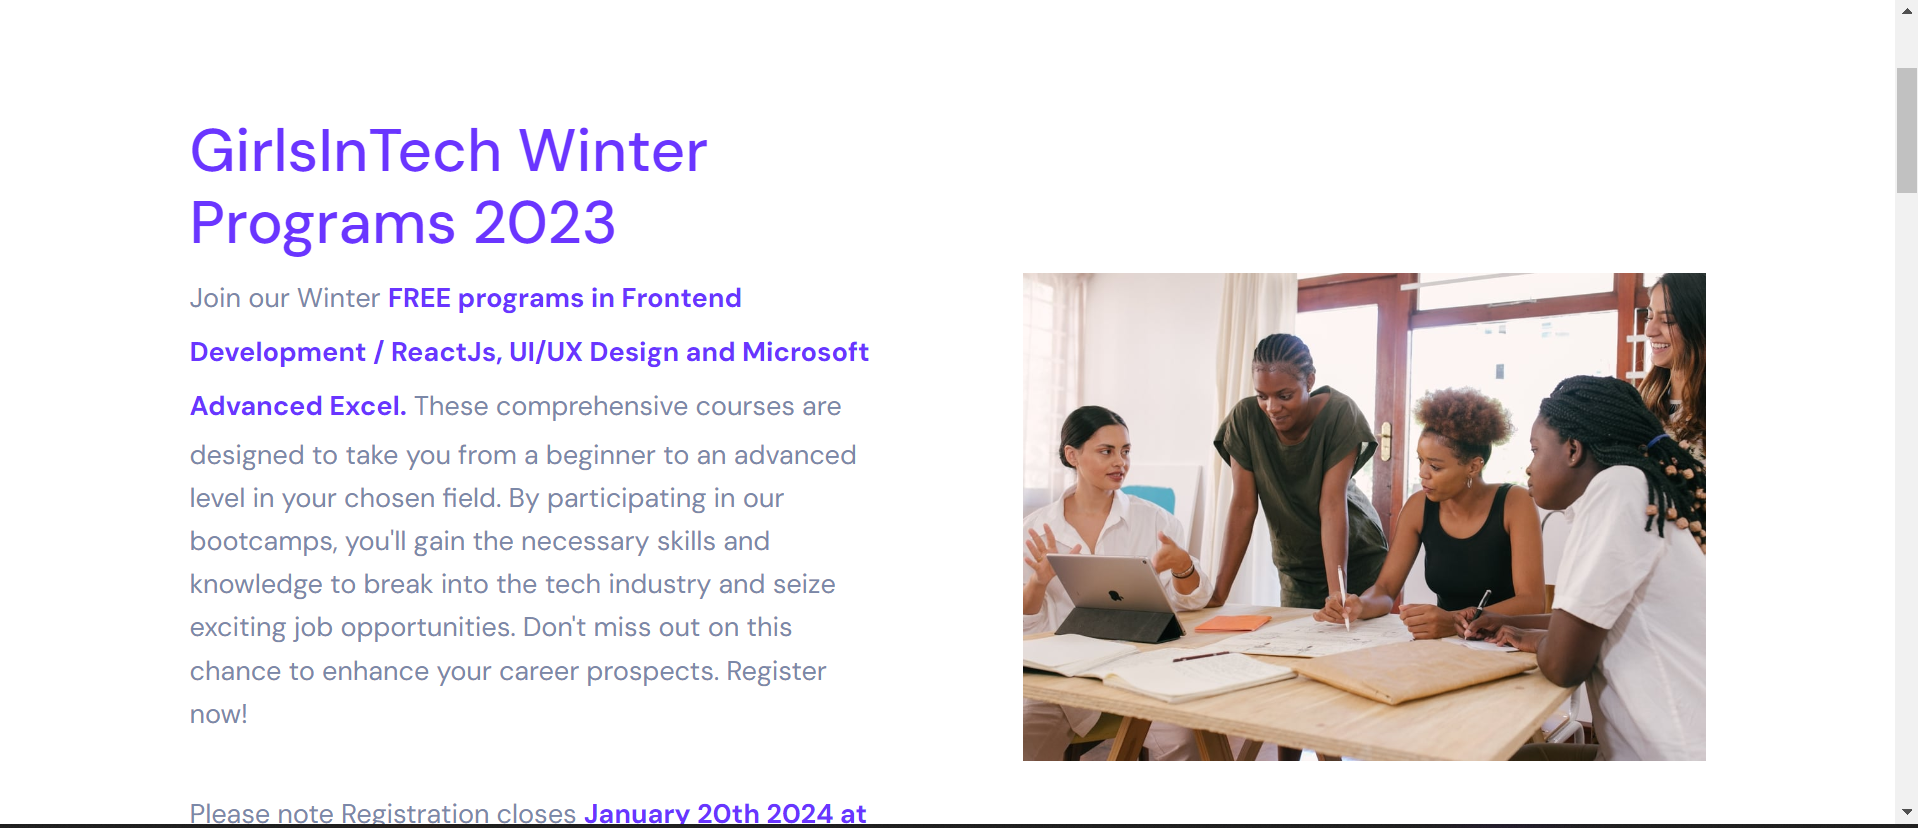 GirlsInTech Winter
Programs 2023
Join our Winter FREE programs in Frontend
Development / ReactJs, UI/UX Design and Microsoft
Advanced Excel. These comprehensive courses are
designed to take you from a beginner to an advanced
level in your chosen field. By participating in our
bootcamps, you'll gain the necessary skills and
knowledge to break into the tech industry and seize
exciting job opportunities. Don't miss out on this
chance to enhance your career prospects. Register
now!
Please note Registration closes January 20th 2024 at